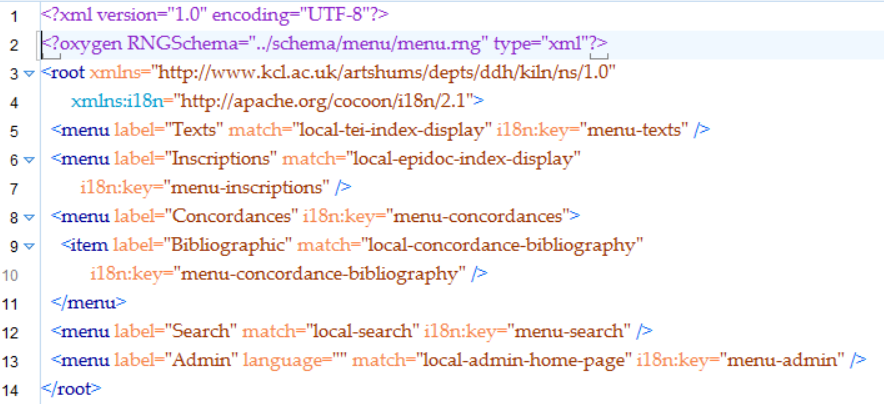 1 <?xml version="1.0" encoding="UTF-8"?>
2 <?oxygen RNGSchema="../schema/menu/menu.rng" type="xml"?>
3 <root xmlns="http://www.kcl.ac.uk/artshums/depts/ddh/kiln/ns/1.0"
4 xmlns:i18n="http://apache.org/cocoon/i18n/2.1">
5 <menu label="Texts" match="local-tei-index-display" i18n:key="menu-texts" />
6 <menu label="Inscriptions" match="local-epidoc-index-display"
7 i18n:key="menu-inscriptions" />
8 <menu label="Concordances" i18n:key="menu-concordances">
9 <item label="Bibliographic" match="local-concordance-bibliography"
10 i18n:key="menu-concordance-bibliography" />
11 </menu>
12 <menu label="Search" match="local-search" i18n:key="menu-search" />
13 <menu label="Admin" language="" match="local-admin-home-page" i18n:key="menu-admin" />
14 </root>